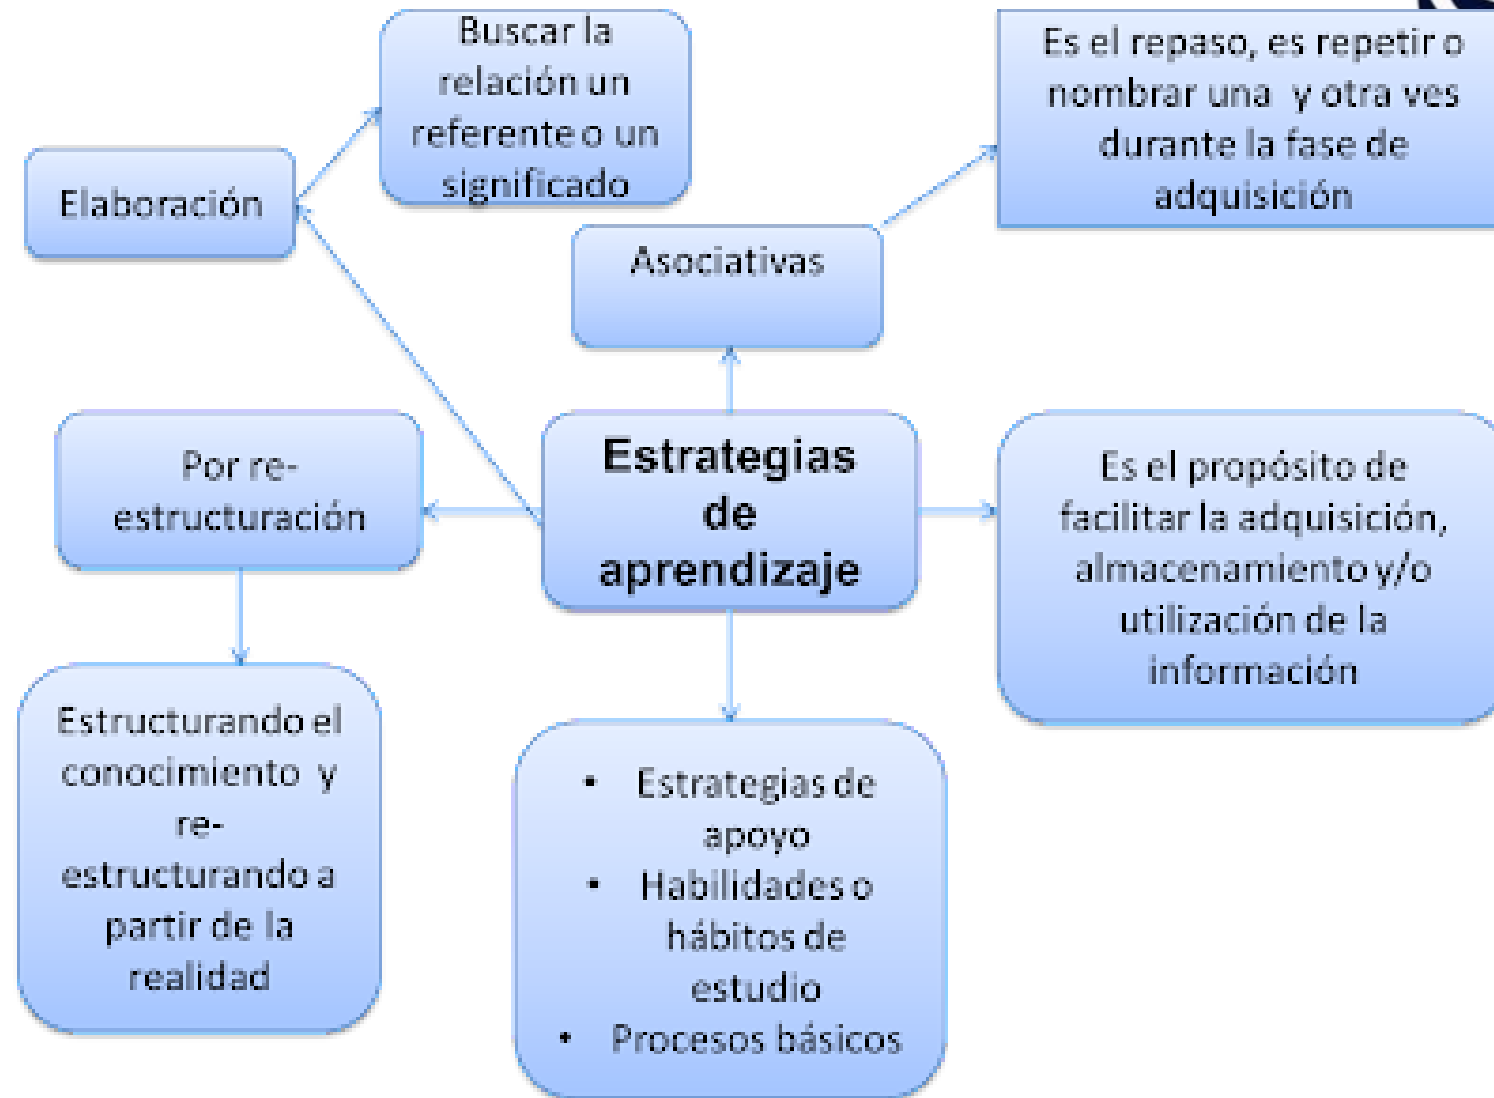 Buscar la
relación un
referente o un
significado
Es el repaso, es repetir o
nombrar una y otra ves
durante la fase de
adquisición
Elaboración
Asociativas
Por re-
estructuración
Estrategias
de
aprendizaje
Es el propósito de
facilitar la adquisición,
almacenamiento y/o
utilización de la
información
Estructurando el
conocimiento y
re-
estructurando a
partir de la
realidad
• Estrategias de
apoyo
• Habilidades o
hábitos de
estudio
• Procesos básicos